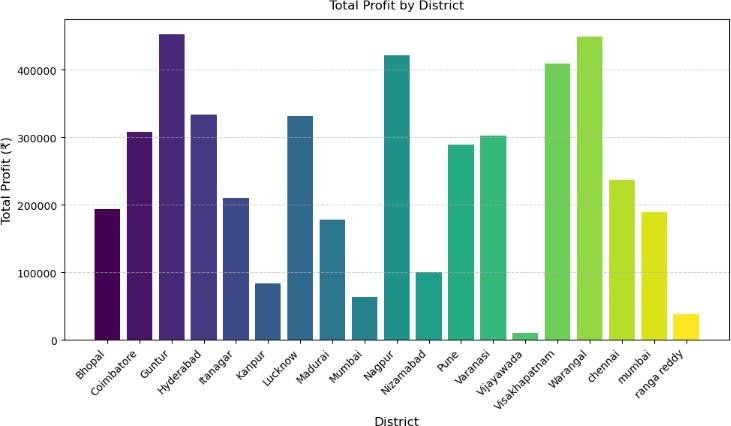 Total Profit by District
Total Profit (₹)
400000
300000
200000
100000
0
Bhopal
Coimbatore
Guntur
Hyderabad
Itanagar
Kanpur
Lucknow
Madurai
Mumbai
Nagpur
Nizamabad
Pune
Varanasi
Vijayawada
Visakhapatnam
Warangal
chennai
mumbai
ranga reddy
District